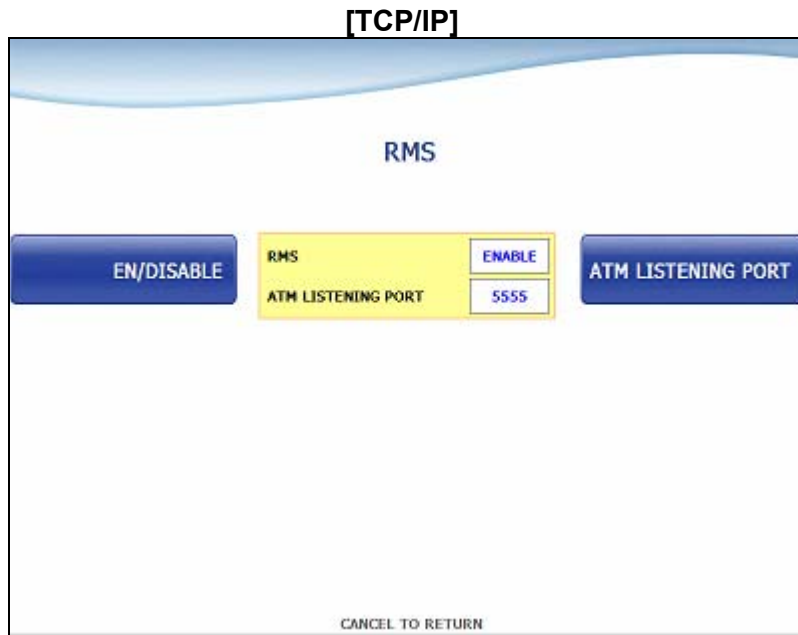 [TCP/IP]
RMS
EN/DISABLE
RMS ENABLE
ATM LISTENING PORT 5555
ATM LISTENING PORT
CANCEL TO RETURN